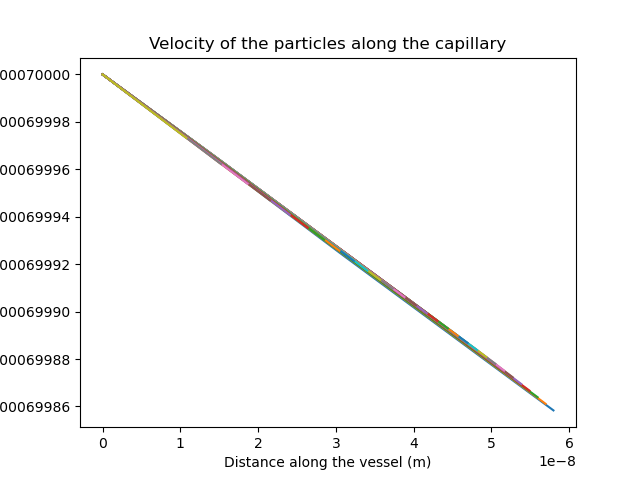 Velocity of the particles along the capillary
00070000
00069998
00069996
00069994
00069992
00069990
00069988
00069986
0 1 2 3 4 5 6
1e−8
Distance along the vessel (m)